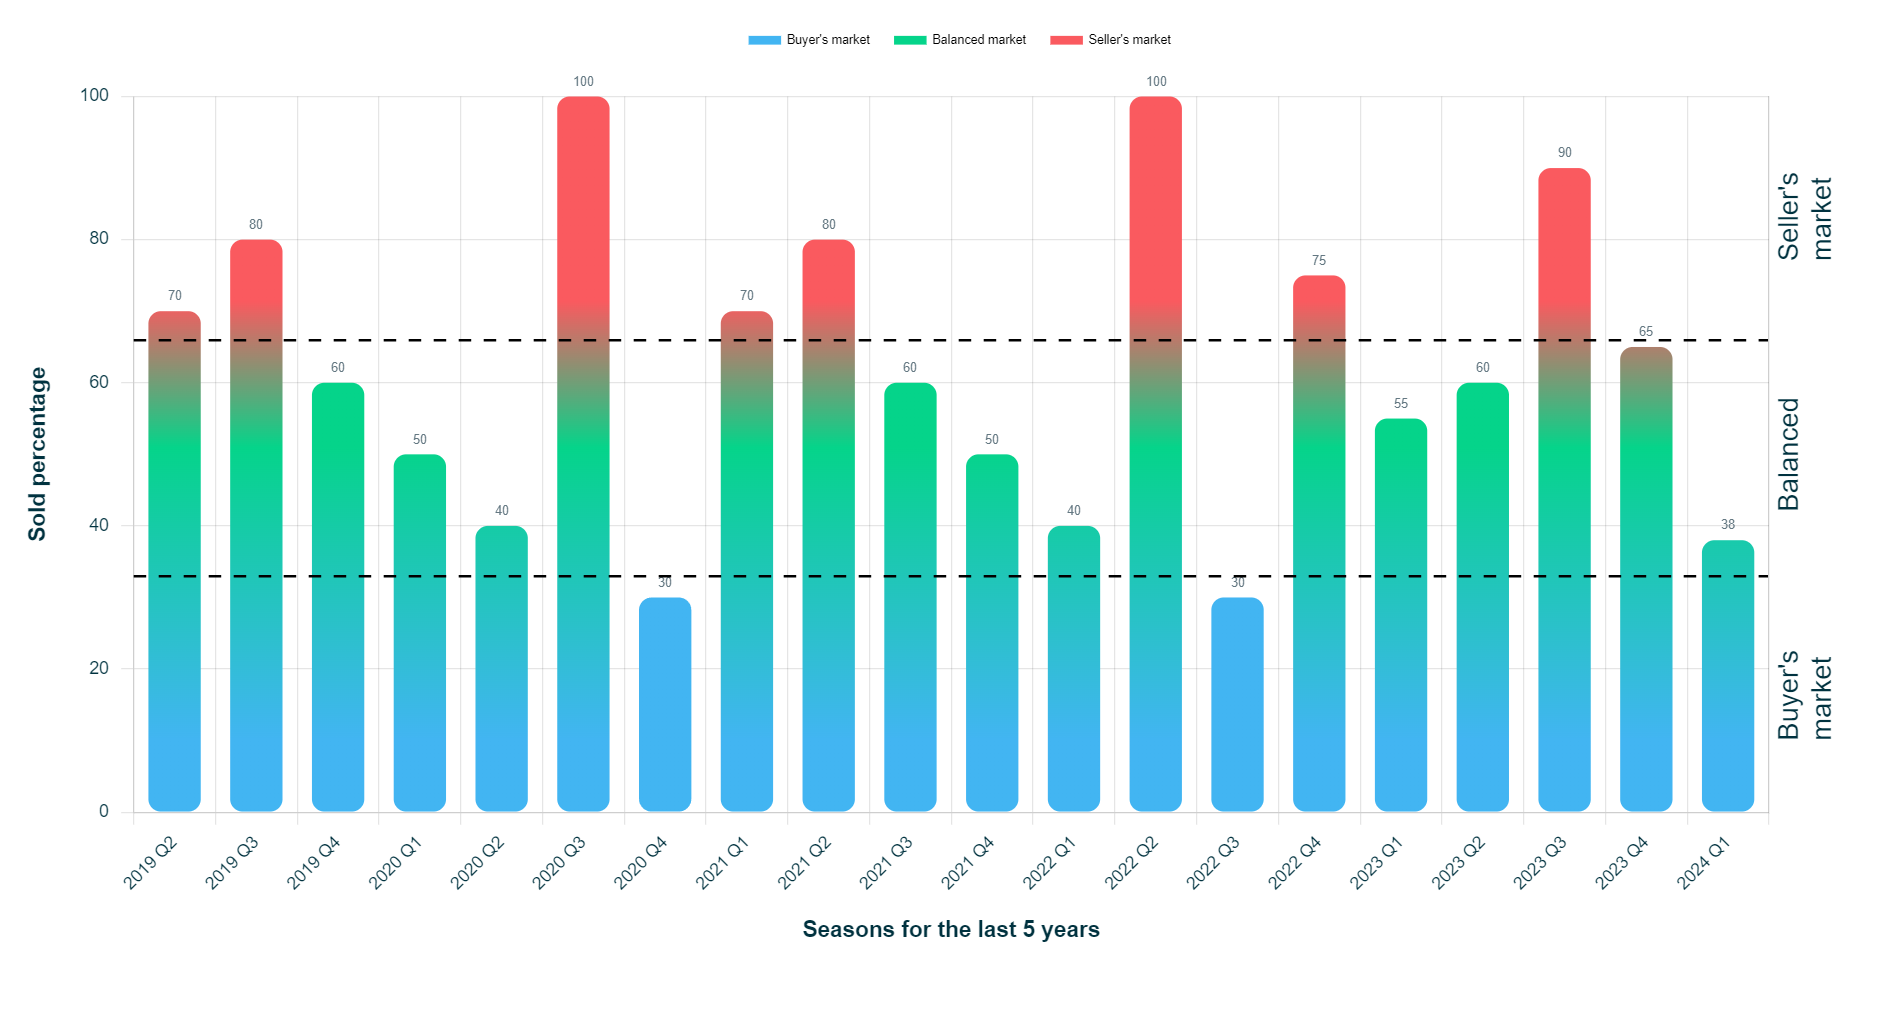 Buyer's market Balanced market Seller's market
100
80
60
40
20
0
Sold percentage
70
80
60
50
40
100
30
70
80
60
50
40
100
30
75
55
60
90
65
38
Seller's
market
Balanced
Buyer's
market
2019 Q2
2019 Q3
2019 Q4
2020 Q1
2020 Q2
2020 Q3
2020 Q4
2021 Q1
2021 Q2
2021 Q3
2021 Q4
2022 Q1
2022 Q2
2022 Q3
2022 Q4
2023 Q1
2023 Q2
2023 Q3
2023 Q4
2024 Q1
Seasons for the last 5 years